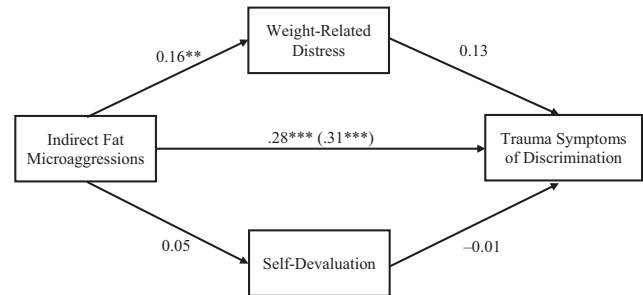 Weight-Related
Distress
0.16**
0.13
Indirect Fat
Microaggressions
.28*** (.31***)
Trauma Symptoms
of Discrimination
0.05
–0.01
Self-Devaluation